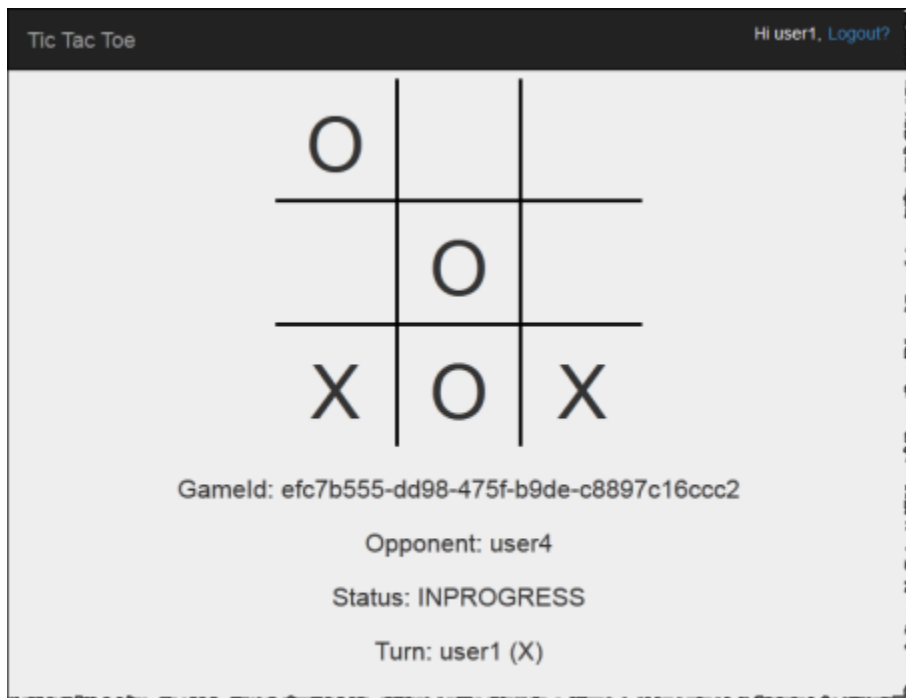 Tic Tac Toe
Hi user1, Logout?
O
O
X O X
GameId: efc7b555-dd98-475f-b9de-c8897c16ccc2
Opponent: user4
Status: INPROGRESS
Turn: user1 (X)